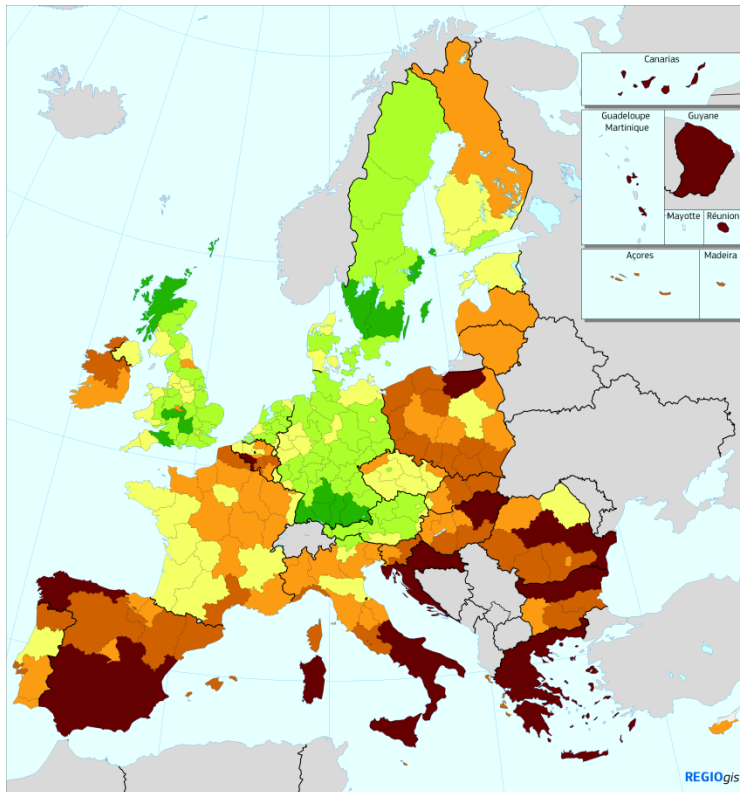 Canarias
Guadeloupe
Martinique
Guyane
Mayotte
Réunion
Açores
Madeira
REGIOgis